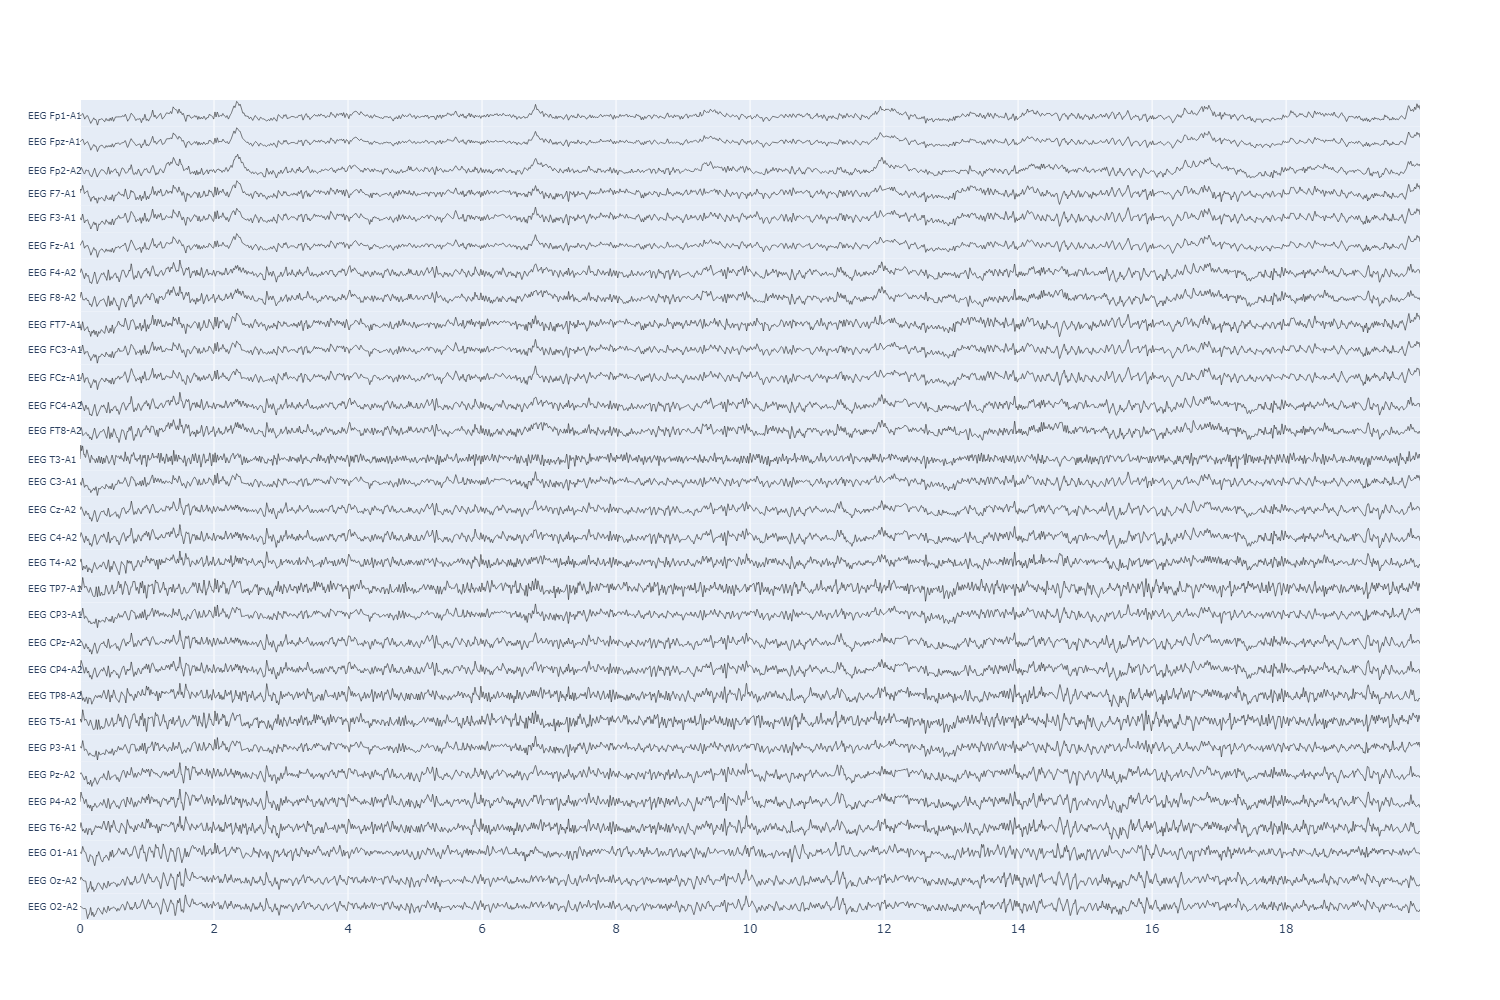 EEG Fp1-A1
EEG Fpz-A1
EEG Fp2-A2
EEG F7-A1
EEG F3-A1
EEG Fz-A1
EEG F4-A2
EEG F8-A2
EEG FT7-A1
EEG FC3-A1
EEG FCz-A1
EEG FC4-A2
EEG FT8-A2
EEG T3-A1
EEG C3-A1
EEG Cz-A2
EEG C4-A2
EEG T4-A2
EEG TP7-A1
EEG CP3-A1
EEG CPz-A2
EEG CP4-A2
EEG TP8-A2
EEG T5-A1
EEG P3-A1
EEG Pz-A2
EEG P4-A2
EEG T6-A2
EEG O1-A1
EEG Oz-A2
EEG O2-A2
0 2 4 6 8 10 12 14 16 18